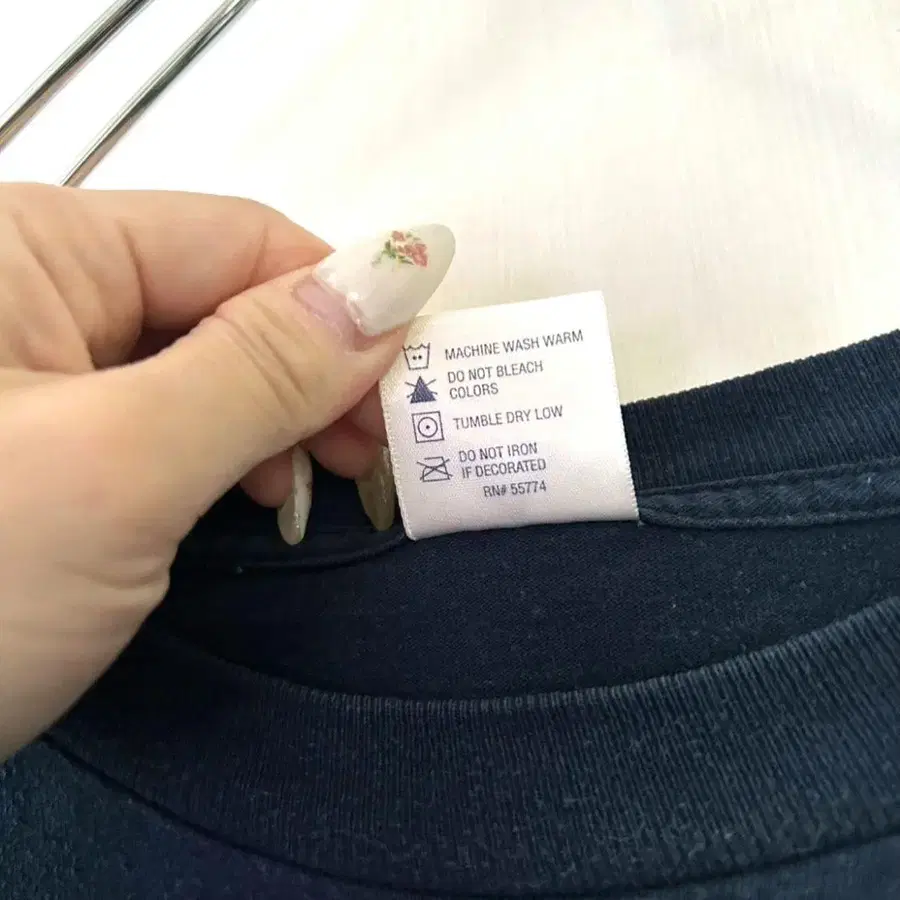 MACHINE WASH WARM
DO NOT BLEACH
COLORS
TUMBLE DRY LOW
DO NOT IRON
IF DECORATED
RN# 55774